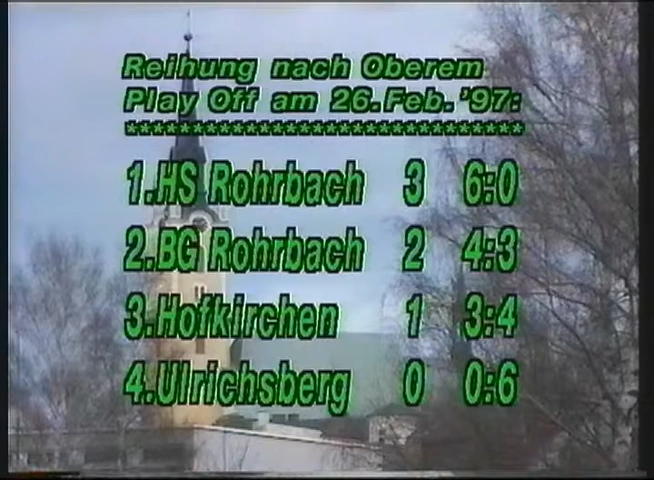 Reihung nach Oberem
Play Off am 26.Feb.'97:
******************************
1.HS Rohrbach 3 6:0
2.BG Rohrbach 2 4:3
3.Hofkirchen 1 3:4
4.Ulrichsberg 0 0:6